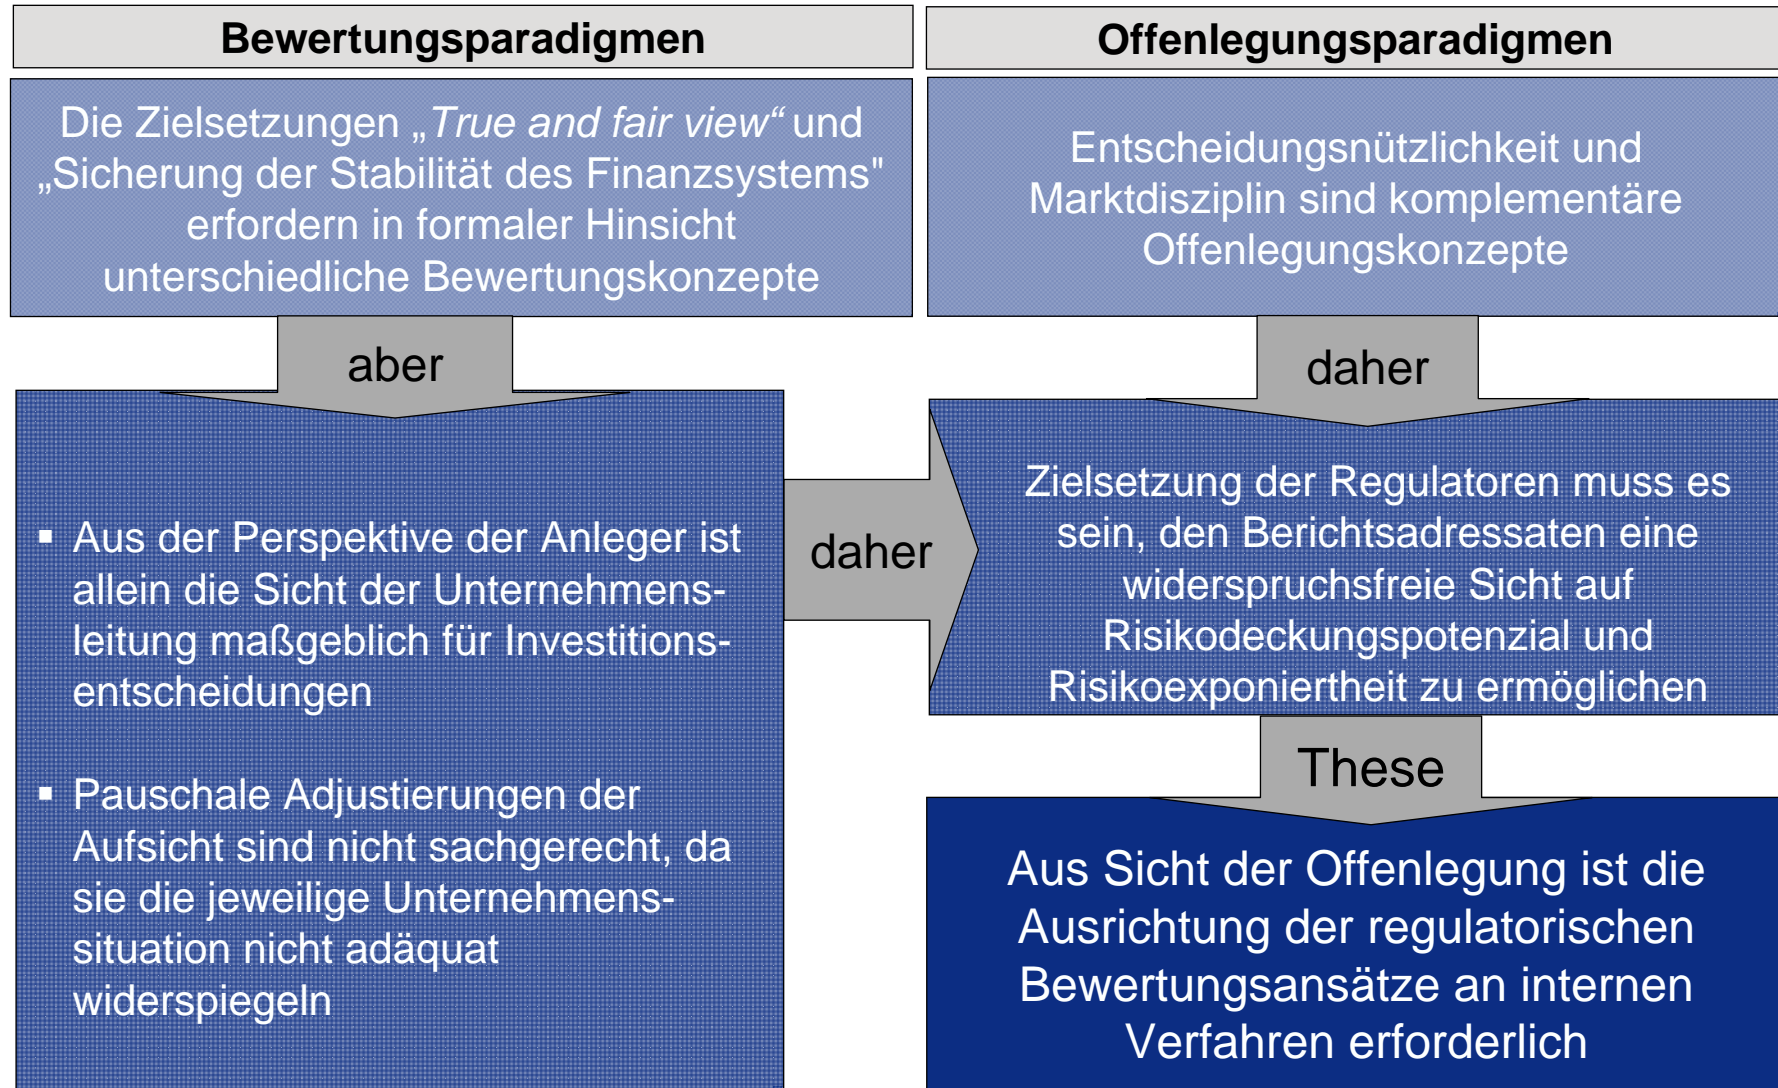 Bewertungsparadigmen
Die Zielsetzungen „True and fair view“ und
„Sicherung der Stabilität des Finanzsystems"
erfordern in formaler Hinsicht
unterschiedliche Bewertungskonzepte
aber
▪ Aus der Perspektive der Anleger ist
allein die Sicht der Unternehmens-
leitung maßgeblich für Investitions-
entscheidungen
▪ Pauschale Adjustierungen der
Aufsicht sind nicht sachgerecht, da
sie die jeweilige Unternehmens-
situation nicht adäquat
widerspiegeln
daher
Offenlegungsparadigmen
Entscheidungsnützlichkeit und
Marktdisziplin sind komplementäre
Offenlegungskonzepte
daher
Zielsetzung der Regulatoren muss es
sein, den Berichtsadressaten eine
widerspruchsfreie Sicht auf
Risikodeckungspotenzial und
Risikoexponiertheit zu ermöglichen
These
Aus Sicht der Offenlegung ist die
Ausrichtung der regulatorischen
Bewertungsansätze an internen
Verfahren erforderlich